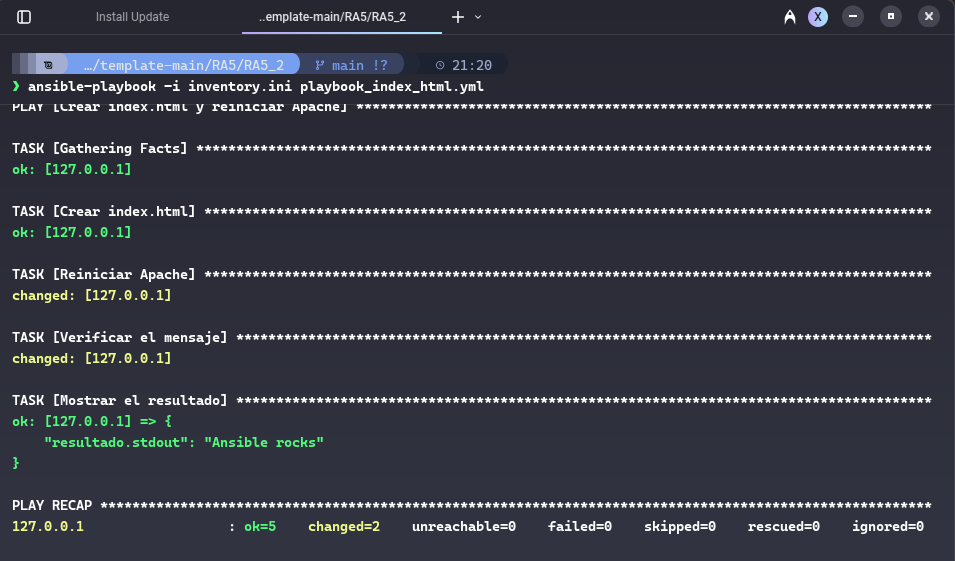 Install Update
..emplate-main/RA5/RA5_2
X
…/template-main/RA5/RA5_2 main !? 21:20
❯ ansible-playbook -i inventory.ini playbook_index_html.yml
PLAY [Crear index.html y reiniciar Apache] ************************************************************************
TASK [Gathering Facts] ********************************************************************************************
ok: [127.0.0.1]
TASK [Crear index.html] *******************************************************************************************
ok: [127.0.0.1]
TASK [Reiniciar Apache] *******************************************************************************************
changed: [127.0.0.1]
TASK [Verificar el mensaje] ***************************************************************************************
changed: [127.0.0.1]
TASK [Mostrar el resultado] ***************************************************************************************
ok: [127.0.0.1] => {
    "resultado.stdout": "Ansible rocks"
}
PLAY RECAP ********************************************************************************************************
127.0.0.1                  : ok=5    changed=2    unreachable=0    failed=0    skipped=0    rescued=0    ignored=0